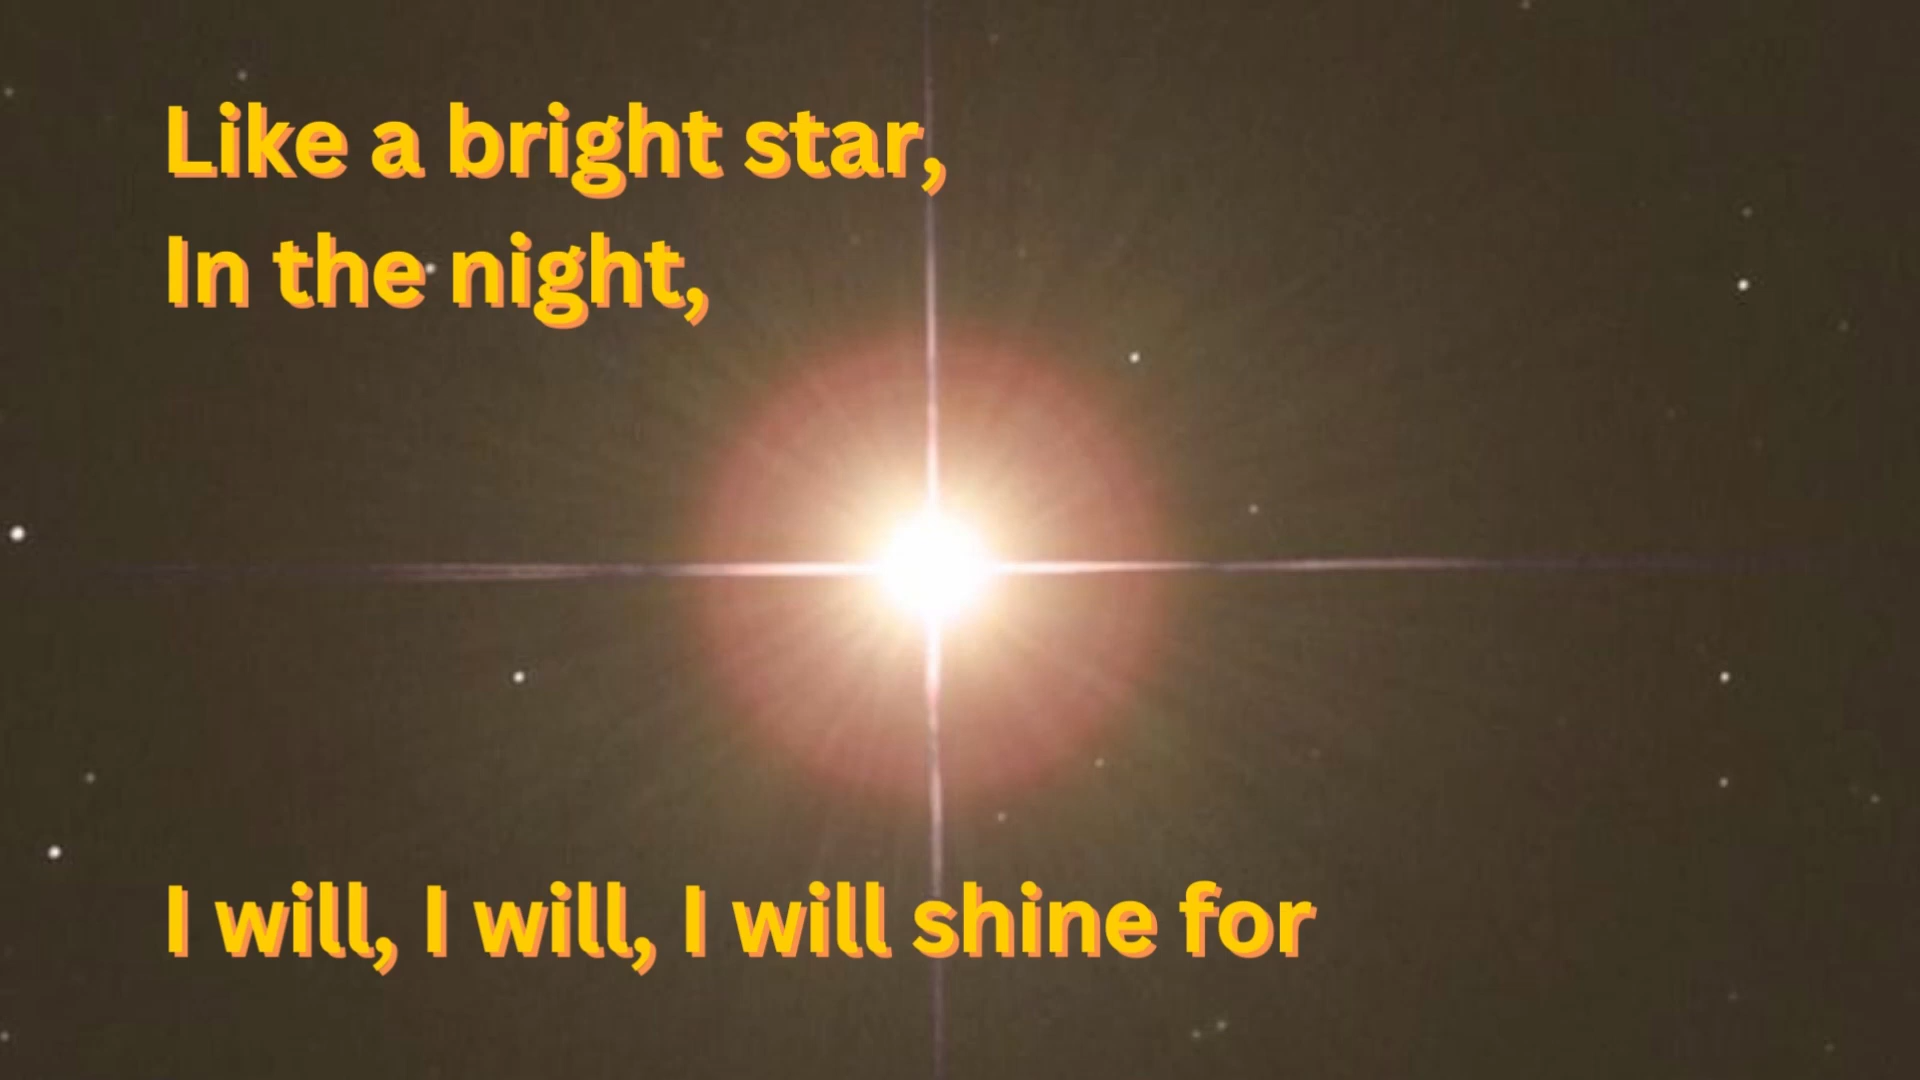 Like a bright star,
In the night,
I will, I will, I will shine for